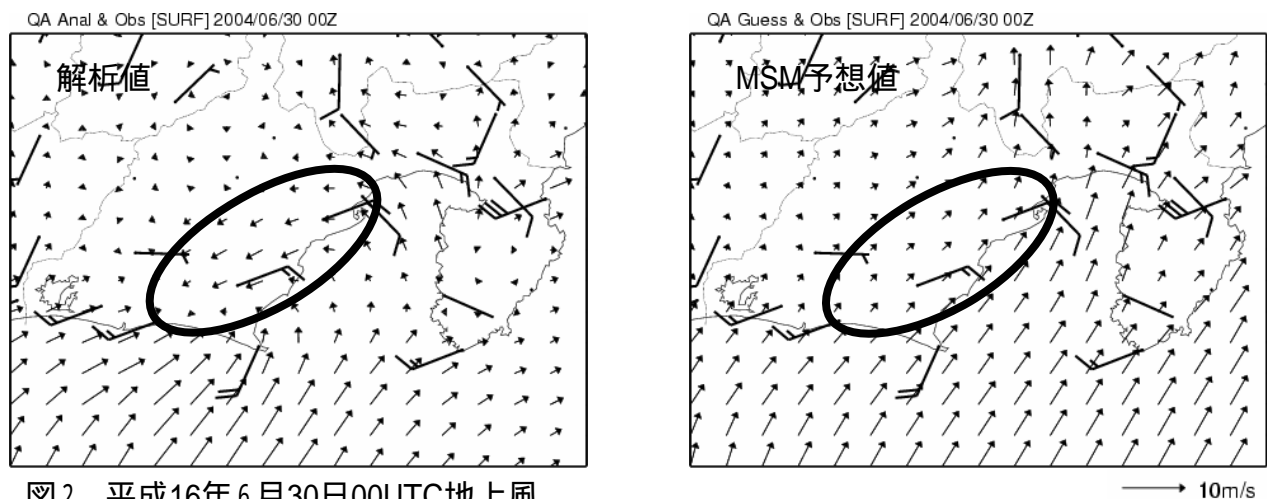 QA Anal & Obs [SURF] 2004/06/30 00Z
解析値
QA Guess & Obs [SURF] 2004/06/30 00Z
MSM予想値
図2 平成16年6月30日00UTC地上風
10m/s